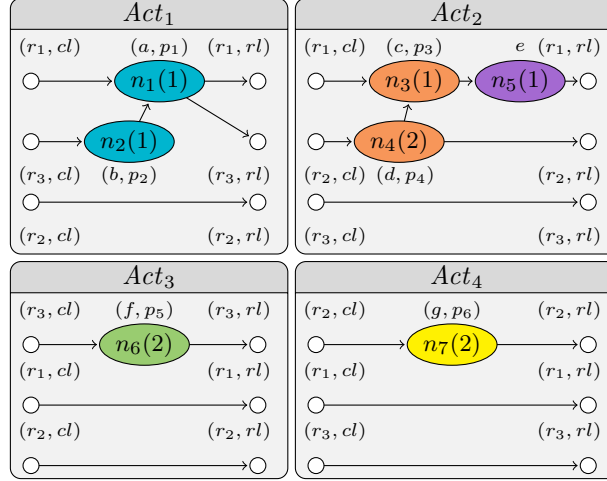 Act₁
(a, p₁)
(r₁, cl)
(r₁, rl)
n₁(1)
n₂(1)
(r₃, cl)
(b, p₂)
(r₃, rl)
(r₂, cl)
(r₂, rl)
Act₂
(r₁, cl)
(c, p₃)
e
(r₁, rl)
n₃(1)
n₅(1)
n₄(2)
(r₂, cl)
(d, p₄)
(r₂, rl)
(r₃, cl)
(r₃, rl)
Act₃
(r₃, cl)
(f, p₅)
(r₃, rl)
n₆(2)
(r₁, cl)
(r₁, rl)
(r₂, cl)
(r₂, rl)
Act₄
(r₂, cl)
(g, p₆)
(r₂, rl)
n₇(2)
(r₁, cl)
(r₁, rl)
(r₃, cl)
(r₃, rl)